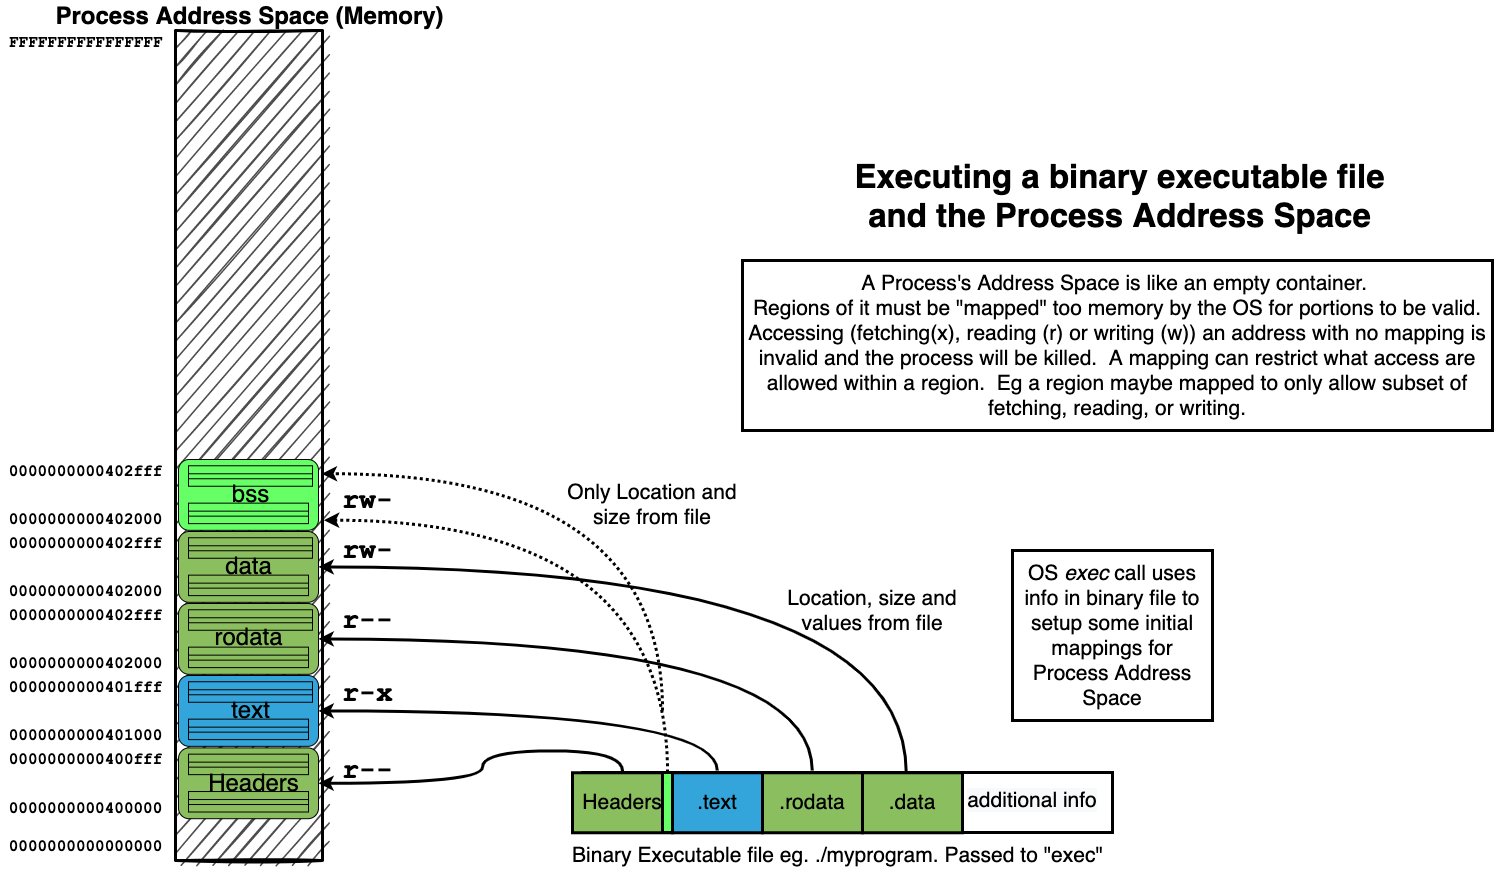 Process Address Space (Memory)
FFFFFFFFFFFFFFFF
Executing a binary executable file
and the Process Address Space
A Process's Address Space is like an empty container.
Regions of it must be "mapped" too memory by the OS for portions to be valid.
Accessing (fetching(x), reading (r) or writing (w)) an address with no mapping is
invalid and the process will be killed.  A mapping can restrict what access are
allowed within a region.  Eg a region maybe mapped to only allow subset of
fetching, reading, or writing.
0000000000402fff
bss
rw-
0000000000402000
Only Location and
size from file
0000000000402fff
data
rw-
0000000000402000
Location, size and
values from file
0000000000402fff
rodata
r--
0000000000402000
OS exec call uses
info in binary file to
setup some initial
mappings for
Process Address
Space
0000000000401fff
text
r-x
0000000000401000
0000000000400fff
Headers
r--
0000000000400000
0000000000000000
Headers
.text
.rodata
.data
additional info
Binary Executable file eg. ./myprogram. Passed to "exec"